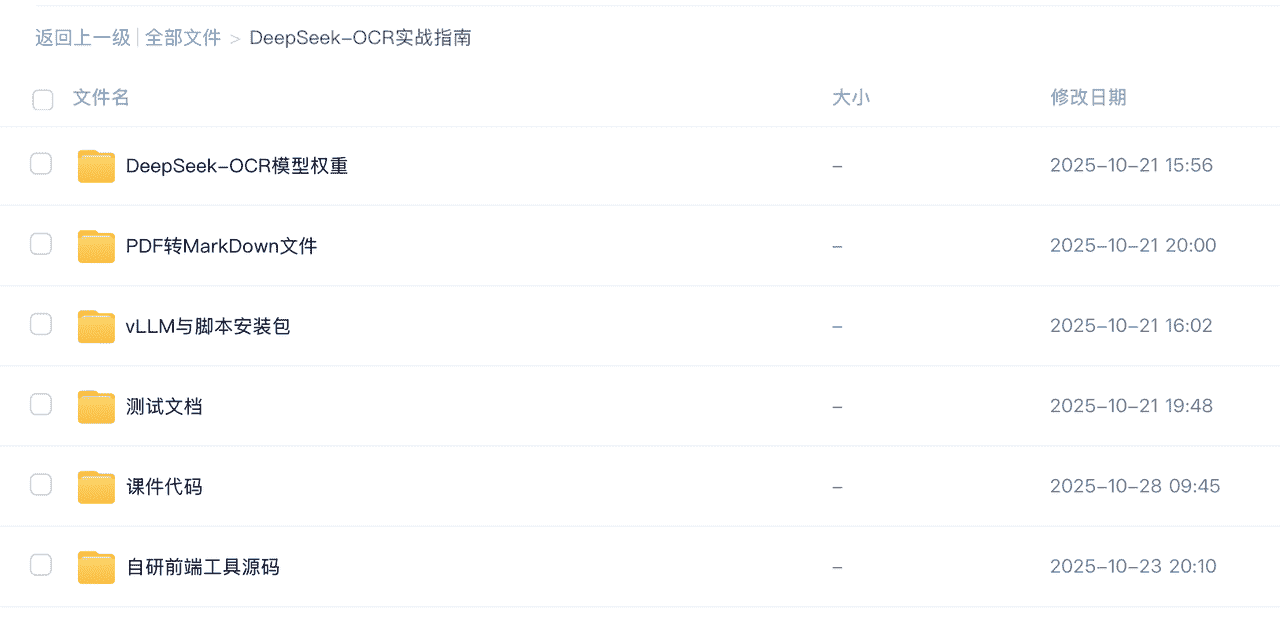 返回上一级 | 全部文件 > DeepSeek-OCR实战指南
文件名 大小 修改日期
DeepSeek-OCR模型权重 - 2025-10-21 15:56
PDF转MarkDown文件 - 2025-10-21 20:00
vLLM与脚本安装包 - 2025-10-21 16:02
测试文档 - 2025-10-21 19:48
课件代码 - 2025-10-28 09:45
自研前端工具源码 - 2025-10-23 20:10